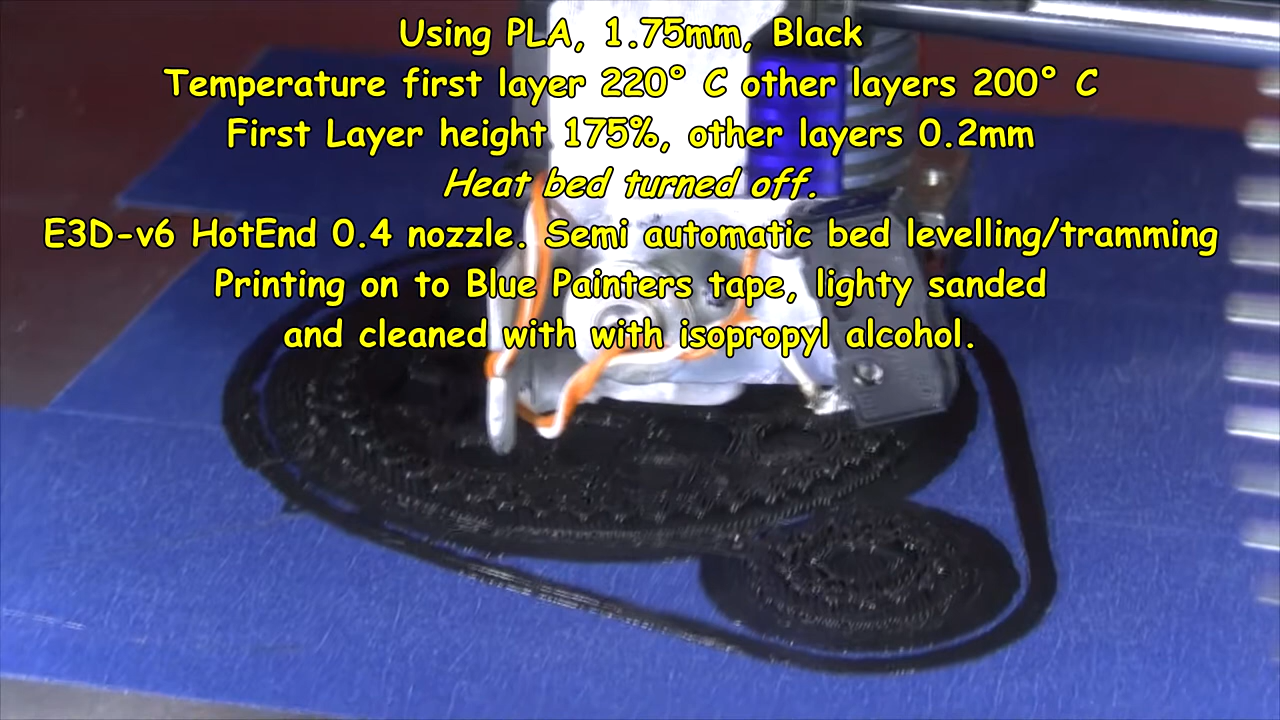 Using PLA, 1.75mm, Black
Temperature first layer 220° C other layers 200° C
First Layer height 175%, other layers 0.2mm
Heat bed turned off.
E3D-v6 HotEnd 0.4 nozzle. Semi automatic bed levelling/tramming
Printing on to Blue Painters tape, lighty sanded
and cleaned with with isopropyl alcohol.